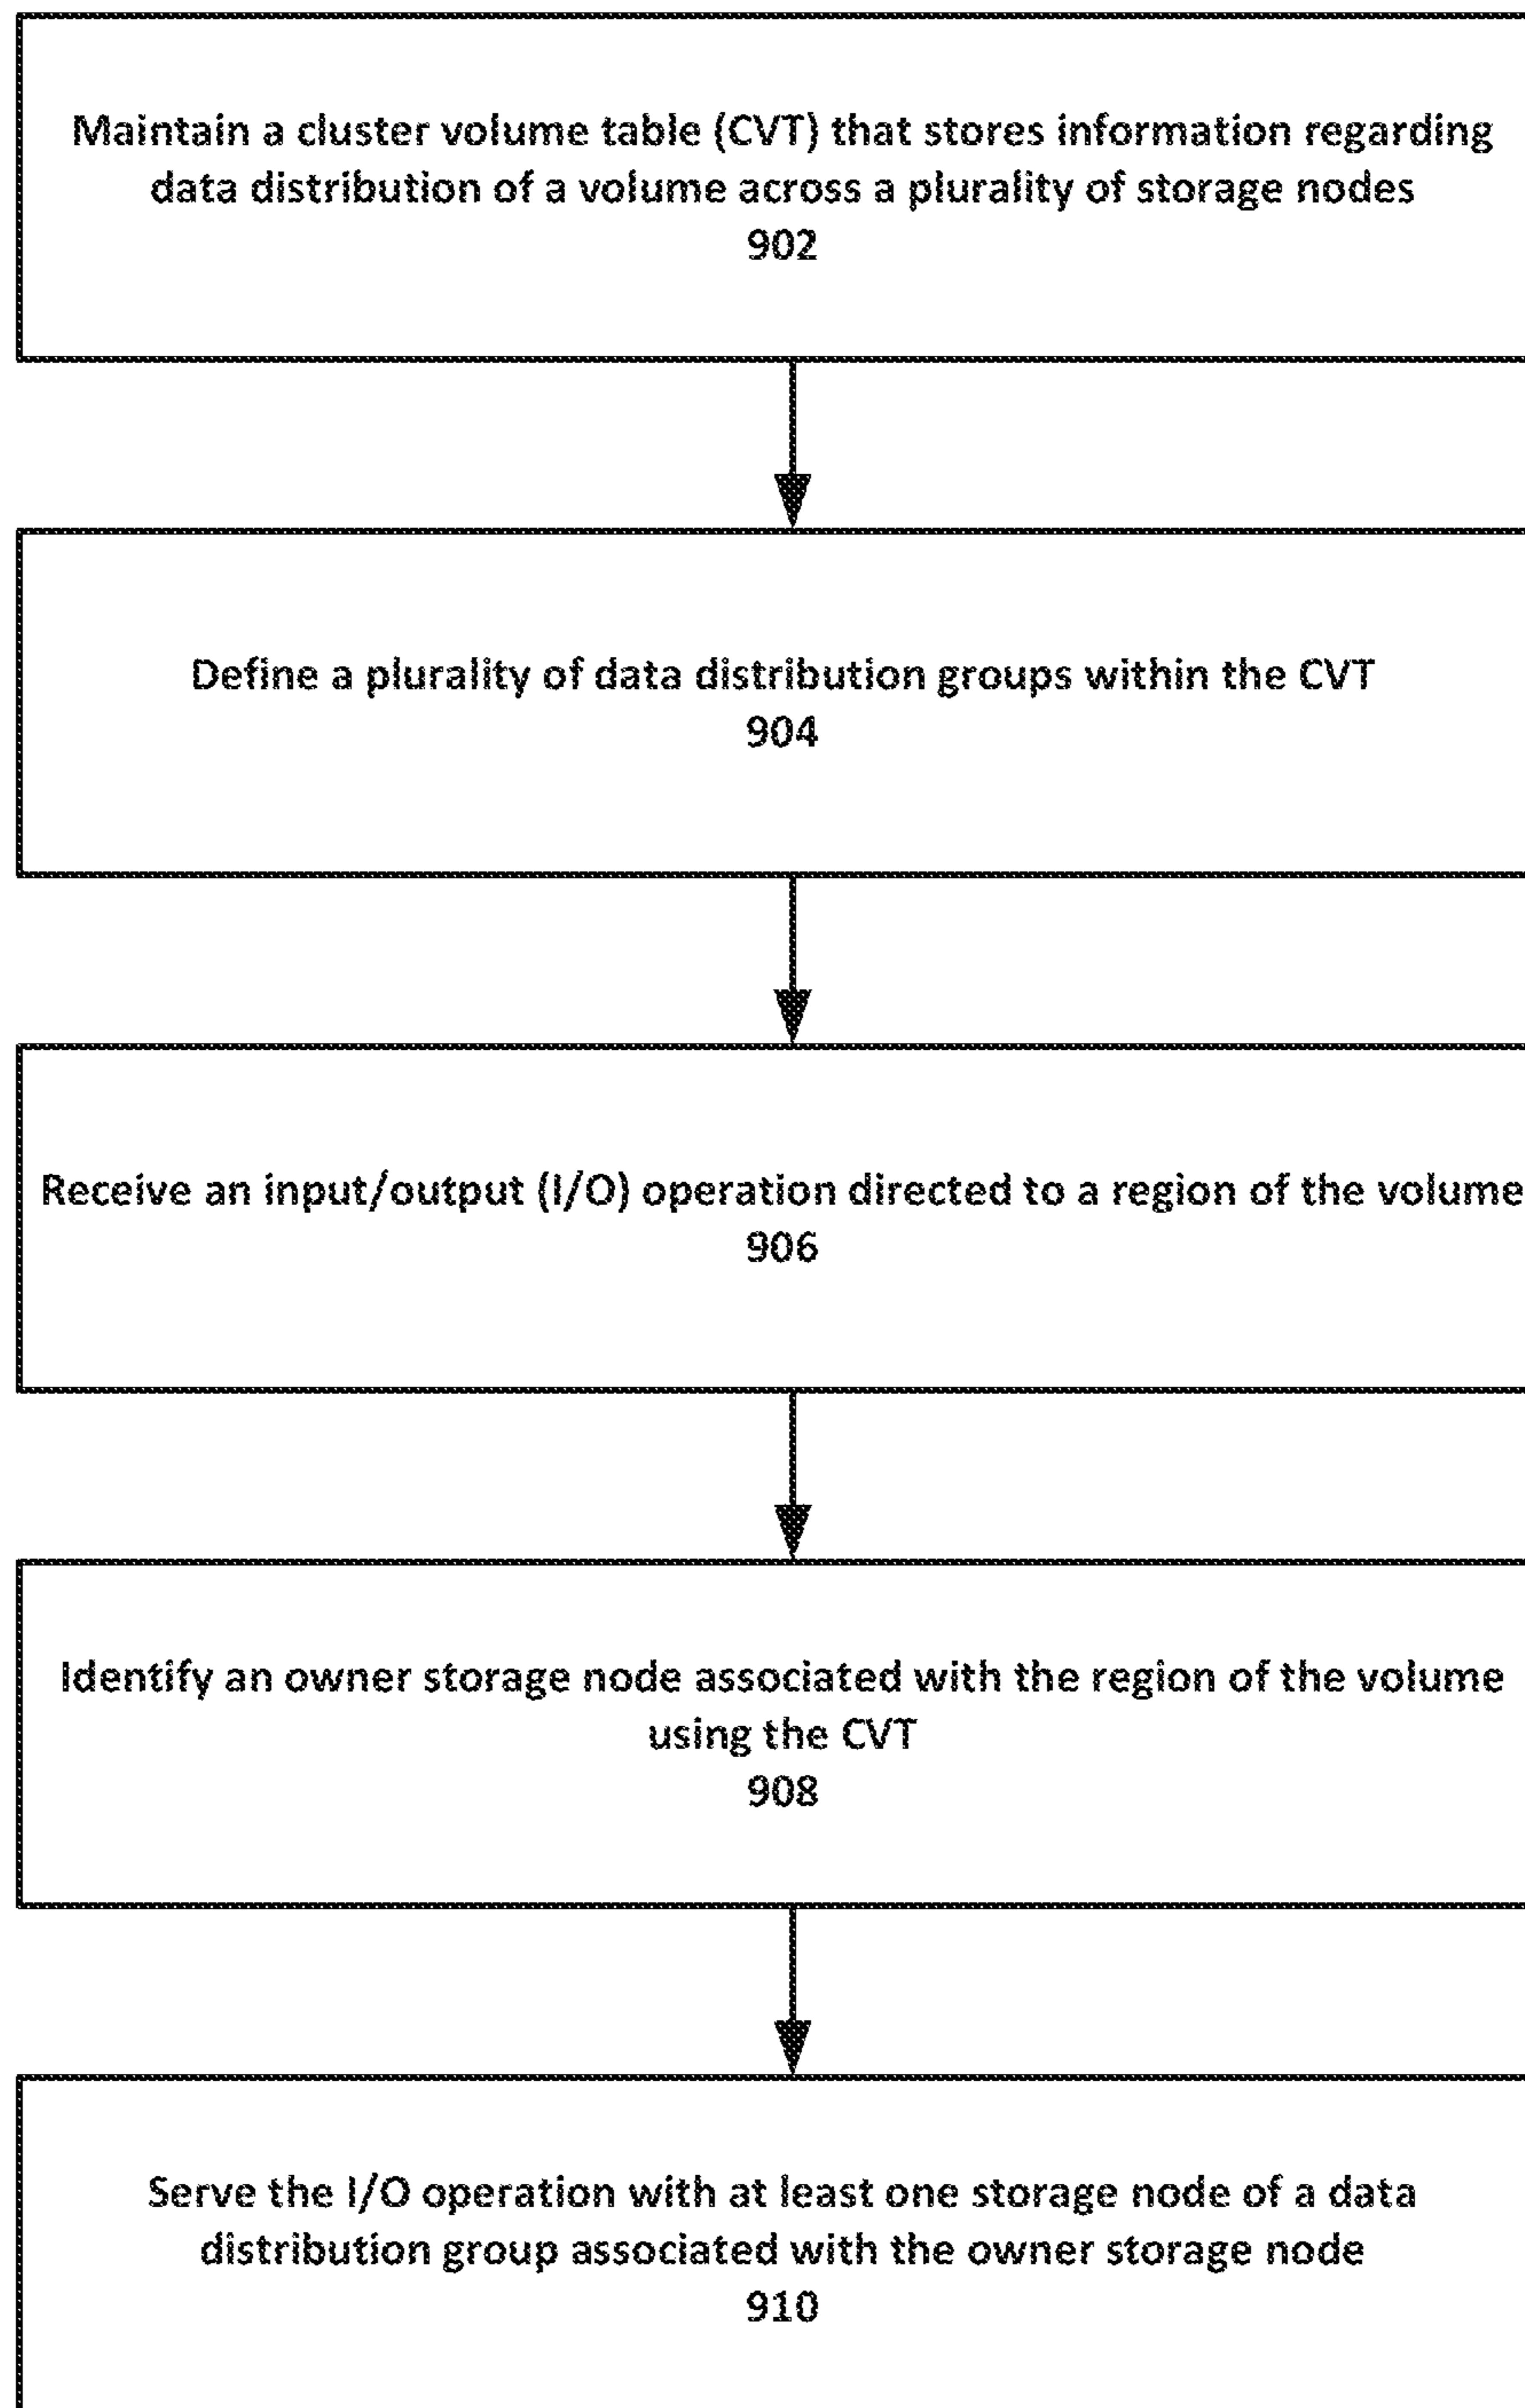 Maintain a cluster volume table (CVT) that stores information regarding
data distribution of a volume across a plurality of storage nodes
902
Define a plurality of data distribution groups within the CVT
904
Receive an input/output (I/O) operation directed to a region of the volume
906
Identify an owner storage node associated with the region of the volume
using the CVT
908
Serve the I/O operation with at least one storage node of a data
distribution group associated with the owner storage node
910